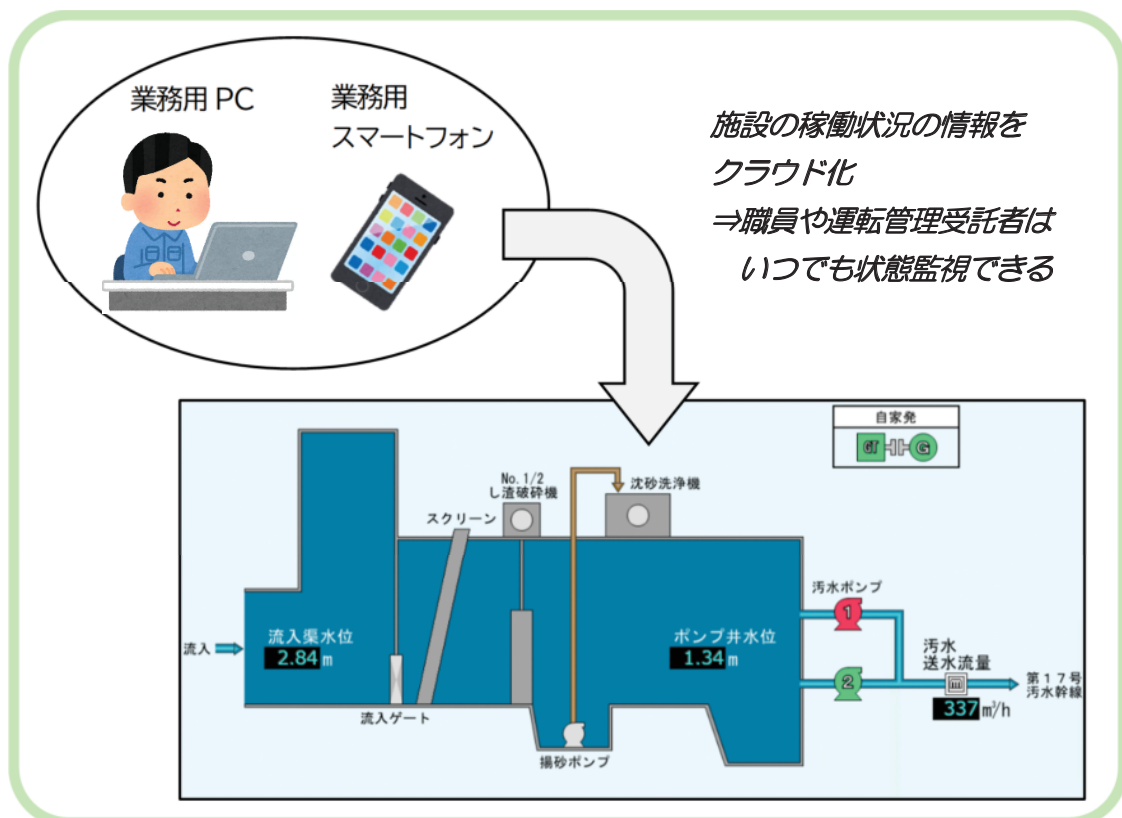 業務用 PC
業務用
スマートフォン
施設の稼働状況の情報を
クラウド化
⇒職員や運転管理受託者は
いつでも状態監視できる
自家発
GT
G
No.1/2
し渣破砕機
沈砂洗浄機
スクリーン
汚水ポンプ
1
流入
流入渠水位
2.84 m
ポンプ井水位
1.34 m
2
汚水
送水流量
337 m³/h
第17号
汚水幹線
流入ゲート
揚砂ポンプ